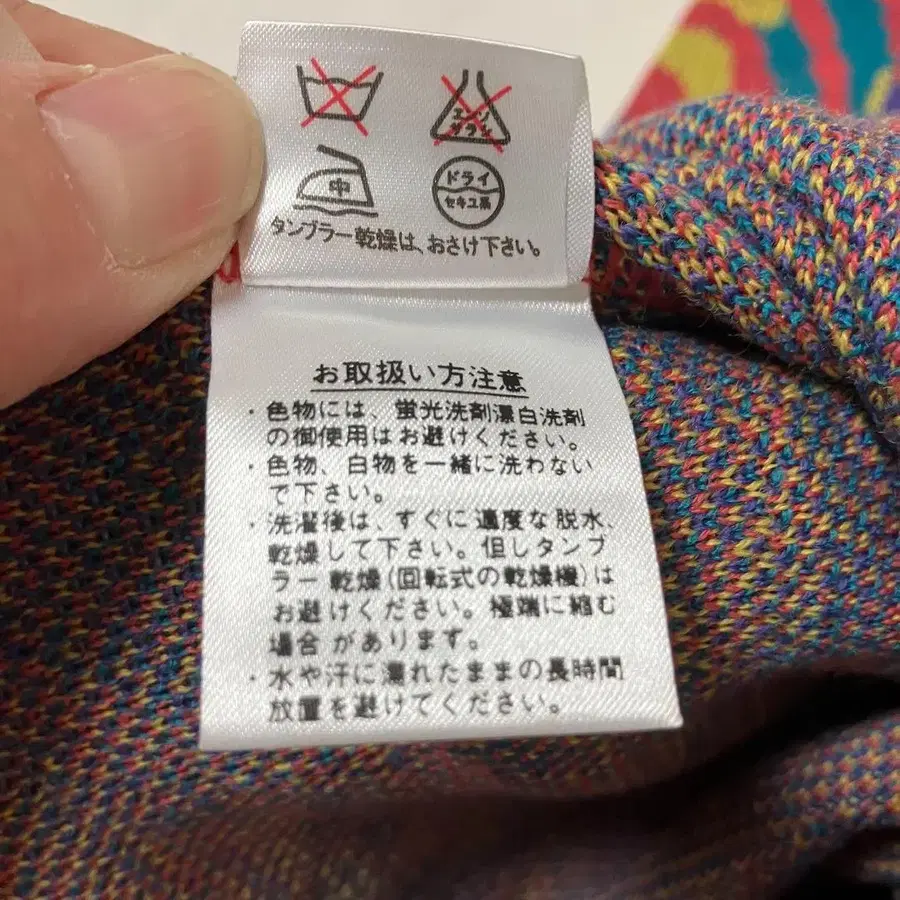 エンソ
サラシ
中
ドライ
セキユ系
タンブラー乾燥は、おさけ下さい。
お取扱い方注意
・色物には、蛍光洗剤漂白洗剤
の御使用はお避けください。
・色物、白物を一緒に洗わない
で下さい。
・洗濯後は、すぐに適度な脱水、
乾燥して下さい。但しタンブ
ラー乾燥(回転式の乾燥機)は
お避けください。極端に縮む
場合があります。
・水や汗に濡れたままの長時間
放置を避けてください。